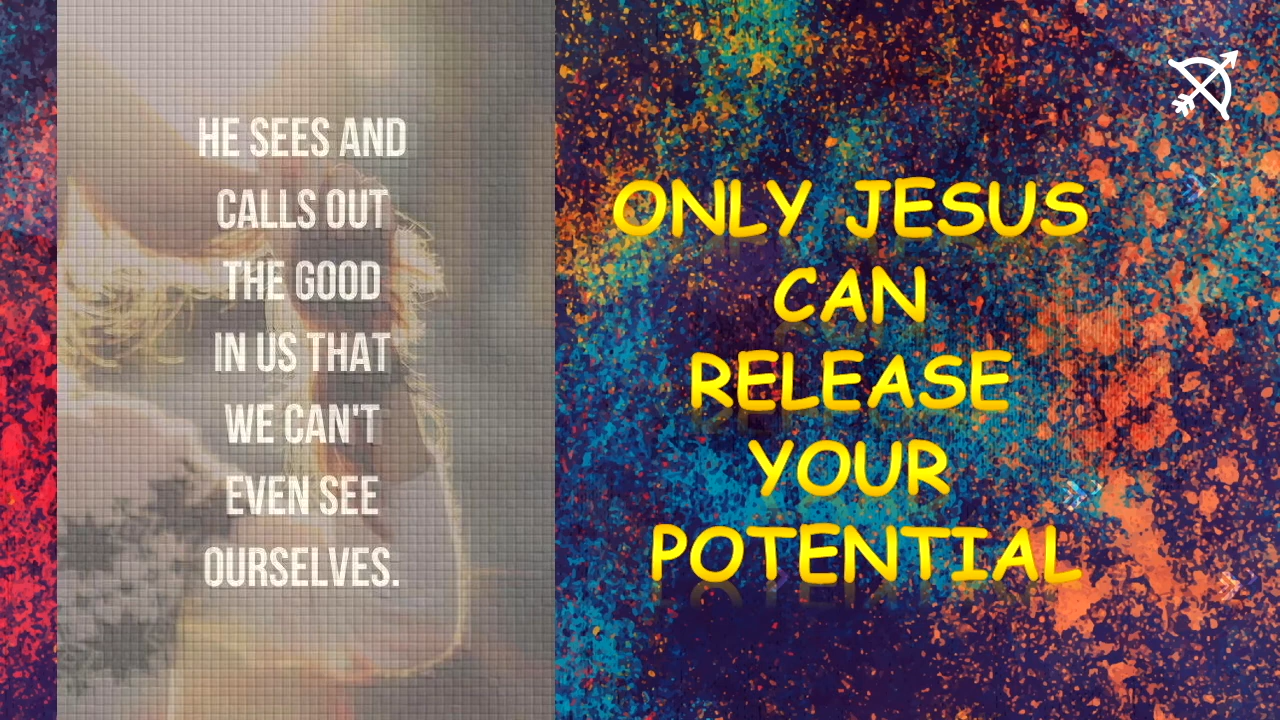 HE SEES AND
CALLS OUT
THE GOOD
IN US THAT
WE CAN'T
EVEN SEE
OURSELVES.
ONLY JESUS
CAN
RELEASE
YOUR
POTENTIAL